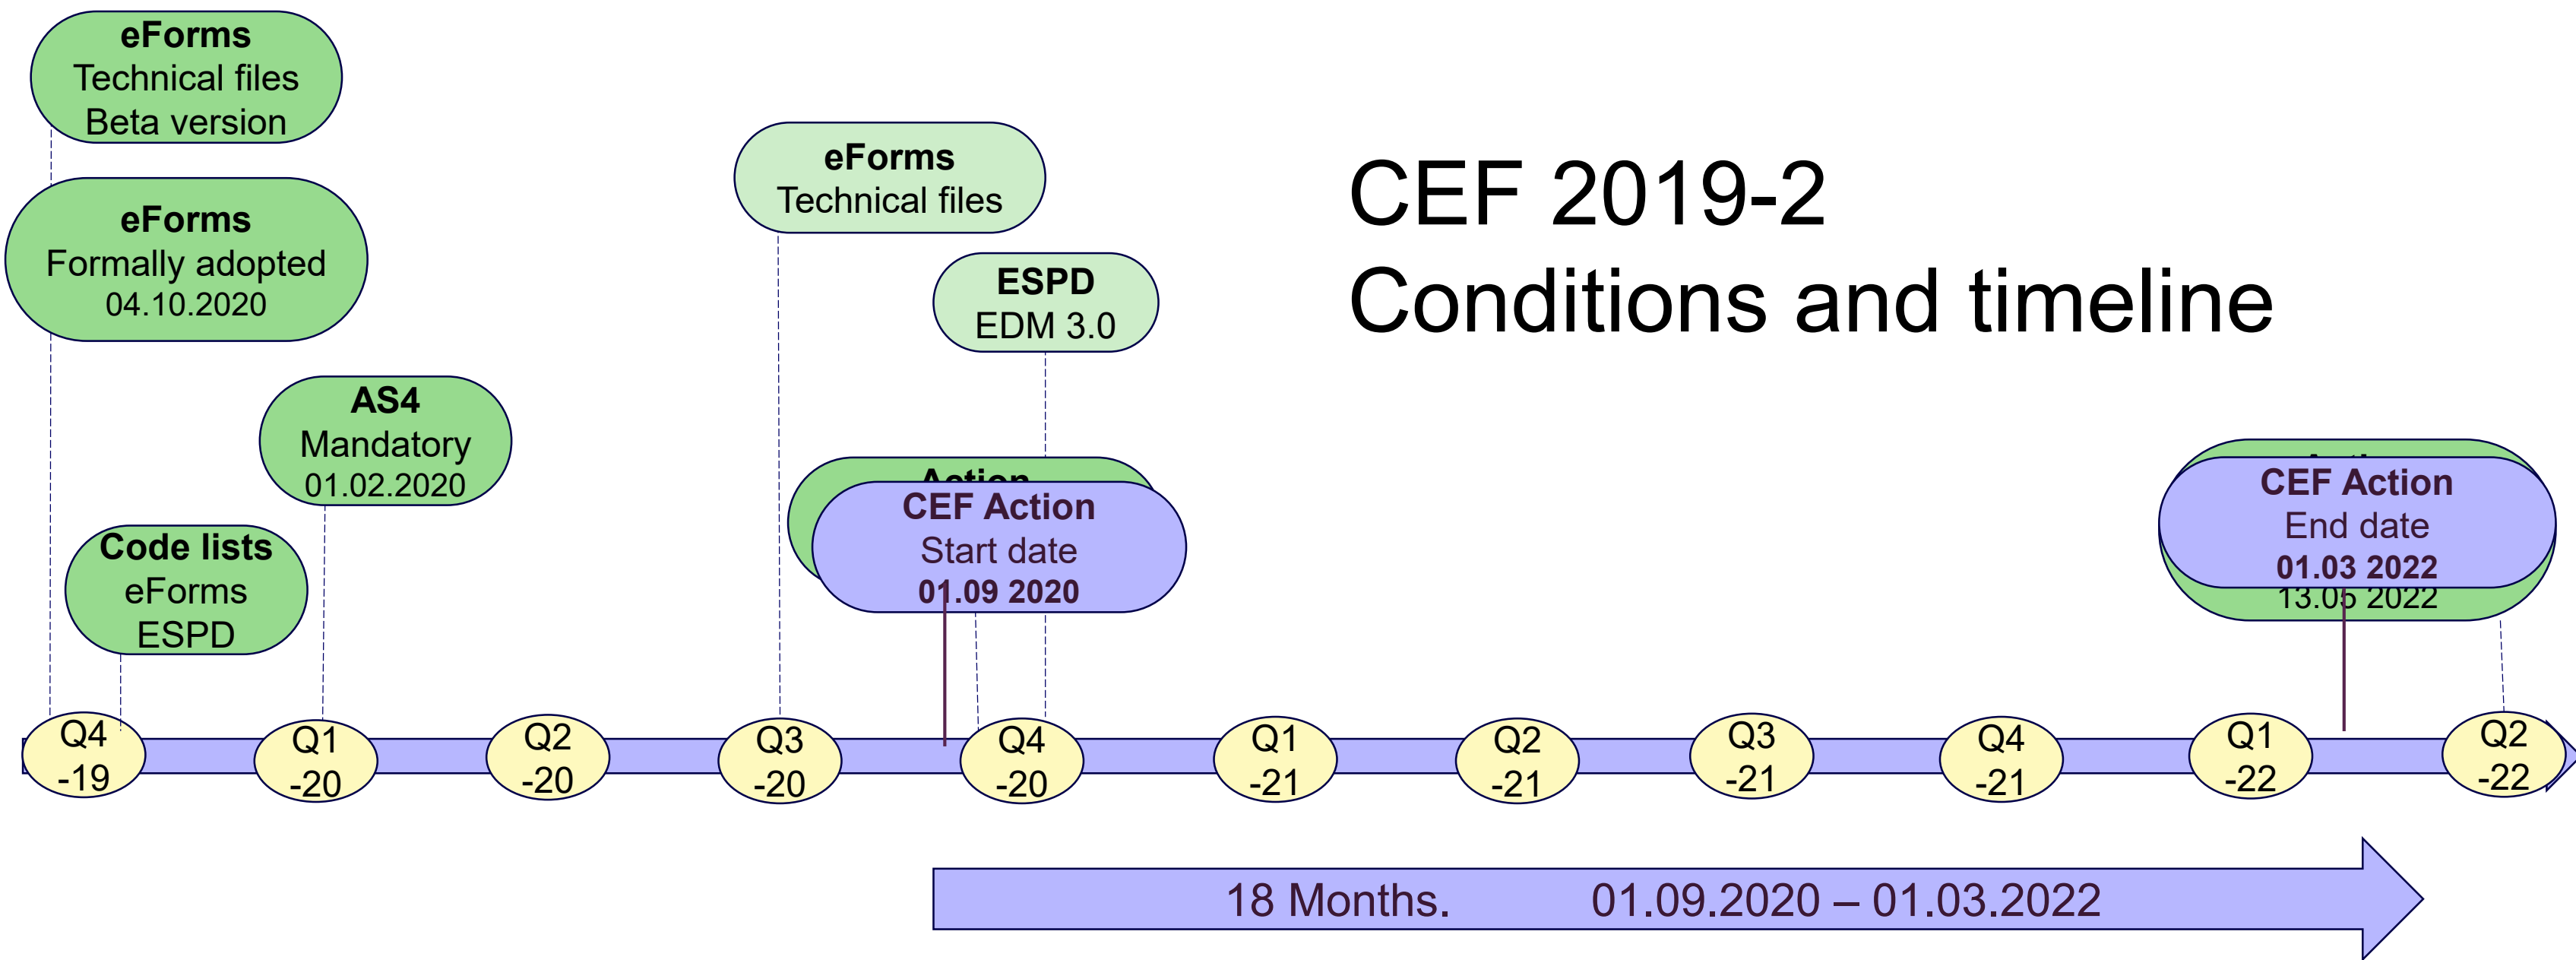 eForms
Technical files
Beta version
eForms
Formally adopted
04.10.2020
AS4
Mandatory
01.02.2020
Code lists
eForms
ESPD
eForms
Technical files
ESPD
EDM 3.0
CEF 2019-2
Conditions and timeline
Action
CEF Action
Start date
01.09 2020
CEF Action
End date
01.03 2022
13.05 2022
Q4
-19
Q1
-20
Q2
-20
Q3
-20
Q4
-20
Q1
-21
Q2
-21
Q3
-21
Q4
-21
Q1
-22
Q2
-22
18 Months. 01.09.2020 – 01.03.2022